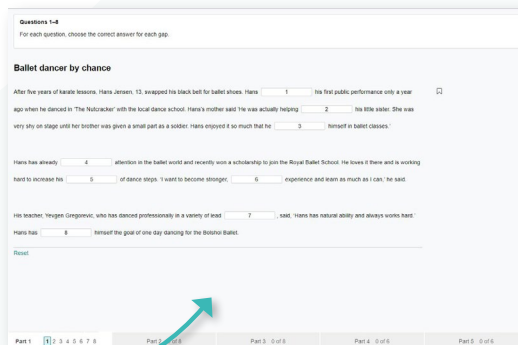 Questions 1–8
For each question, choose the correct answer for each gap.
Ballet dancer by chance
After five years of karate lessons, Hans Jensen, 13, swapped his black belt for ballet shoes. Hans 1 his first public performance only a year
ago when he danced in 'The Nutcracker' with the local dance school. Hans's mother said 'He was actually helping 2 his little sister. She was
very shy on stage until her brother was given a small part as a soldier. Hans enjoyed it so much that he 3 himself in ballet classes.'
Hans has already 4 attention in the ballet world and recently won a scholarship to join the Royal Ballet School. He loves it there and is working
hard to increase his 5 of dance steps. 'I want to become stronger, 6 experience and learn as much as I can,' he said.
His teacher, Yevgen Gregorevic, who has danced professionally in a variety of lead 7 , said, 'Hans has natural ability and always works hard.'
Hans has 8 himself the goal of one day dancing for the Bolshoi Ballet.
Reset
Part 1 1 2 3 4 5 6 7 8 Part 2 of 8 Part 3 0 of 8 Part 4 0 of 6 Part 5 0 of 6